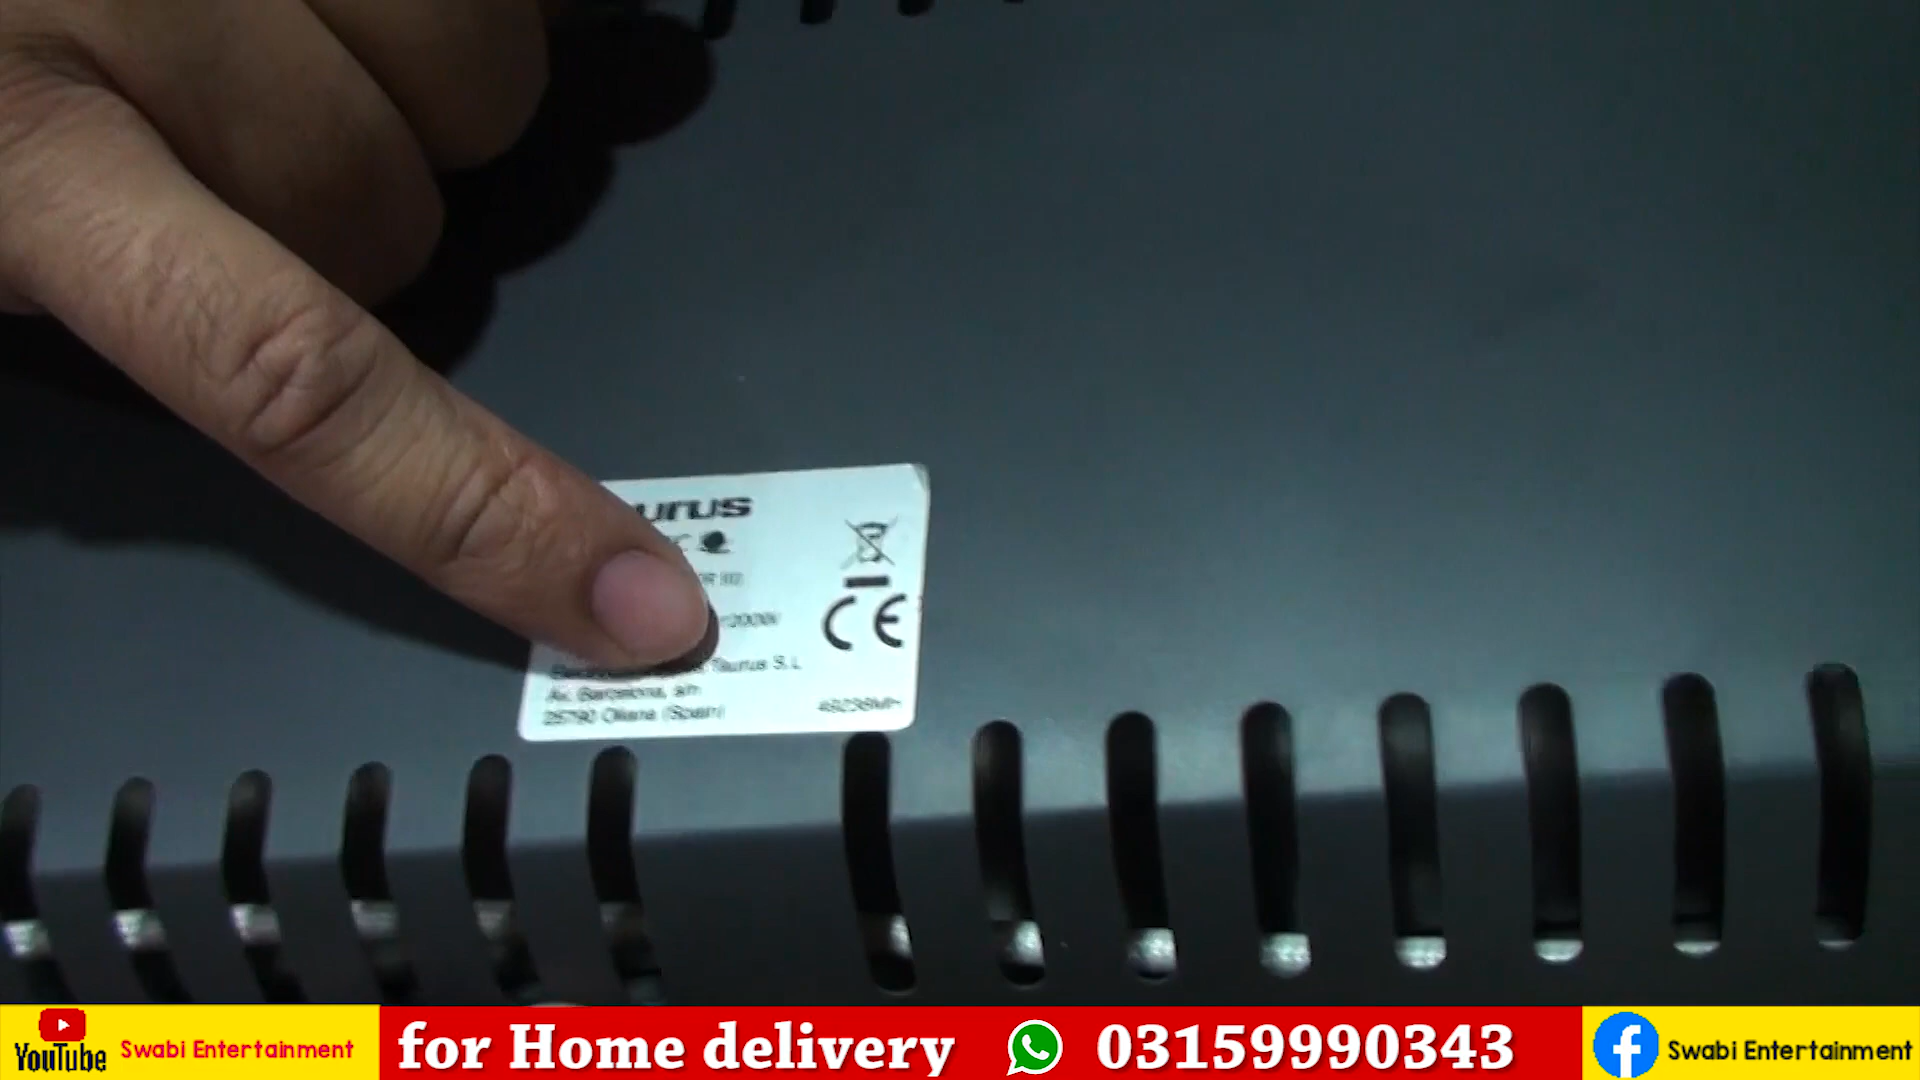 urus
CE
Taurus S.L
Av. Barcelona, s/n
25790 Oliana (Spain)
YouTube
Swabi Entertainment
for Home delivery
03159990343
Swabi Entertainment